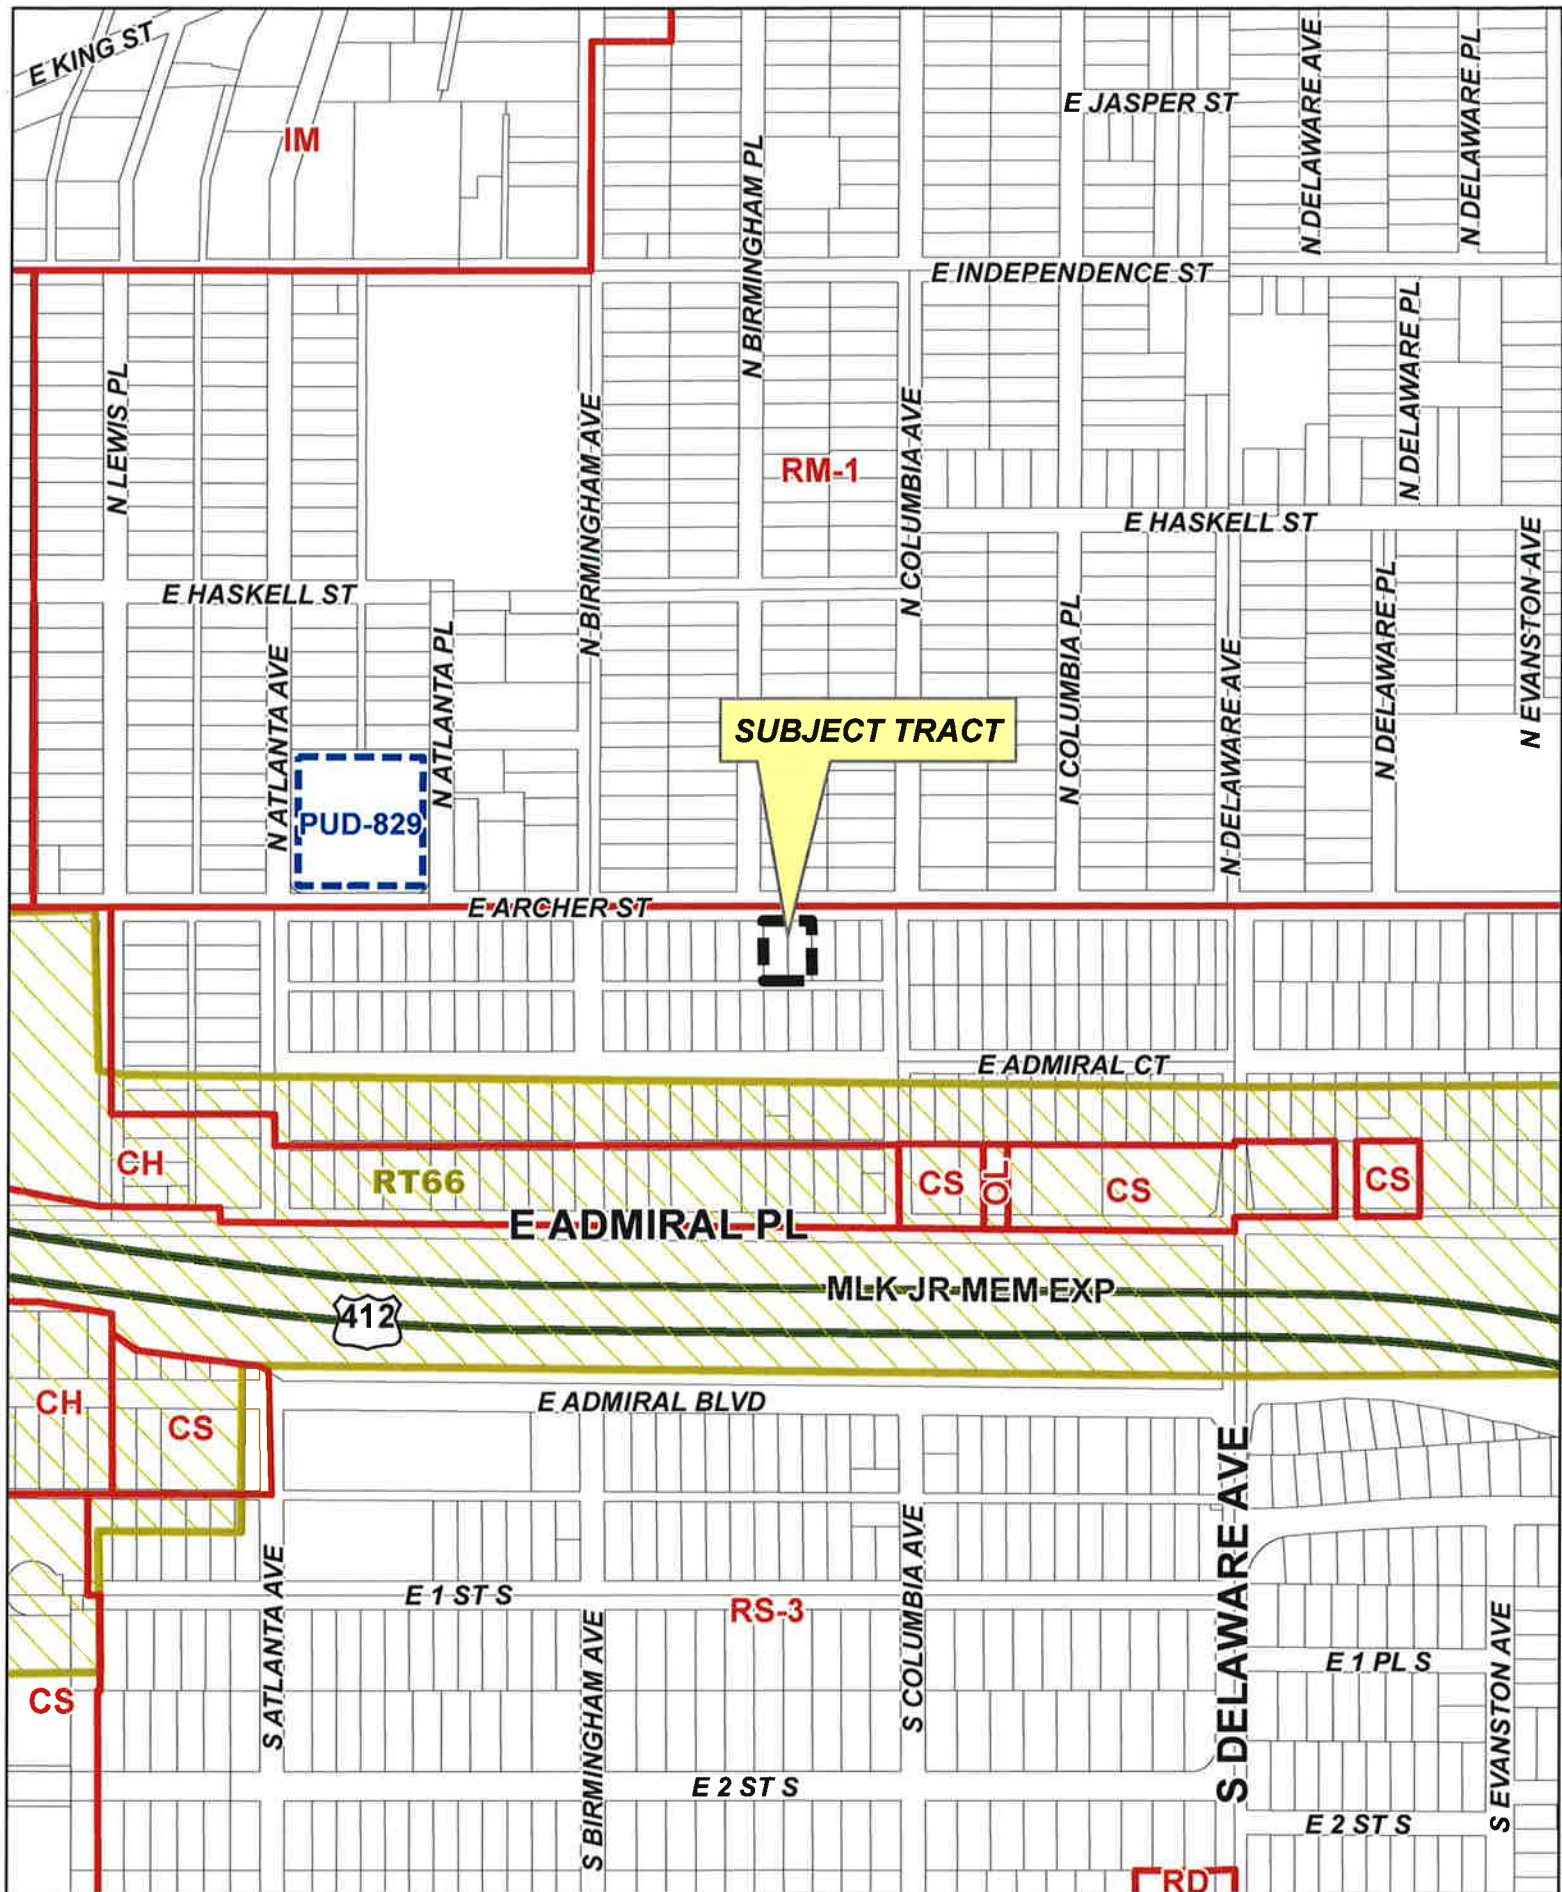 E KING ST
N DELAWARE AVE
N DELAWARE PL
E JASPER ST
IM
N BIRMINGHAM PL
E INDEPENDENCE ST
N DELAWARE PL
N LEWIS PL
N BIRMINGHAM AVE
N COLUMBIA AVE
RM-1
E HASKELL ST
N EVANSTON AVE
E HASKELL ST
N DELAWARE PL
N COLUMBIA PL
N ATLANTA PL
N ATLANTA AVE
N DELAWARE AVE
SUBJECT TRACT
PUD-829
E ARCHER ST
E ADMIRAL CT
CH
RT66
CS
OL
CS
CS
E ADMIRAL PL
MLK JR MEM EXP
412
CH
CS
E ADMIRAL BLVD
S DELAWARE AVE
S COLUMBIA AVE
S ATLANTA AVE
E 1 ST S
RS-3
S BIRMINGHAM AVE
S EVANSTON AVE
E 1 PL S
CS
E 2 ST S
E 2 ST S
RD